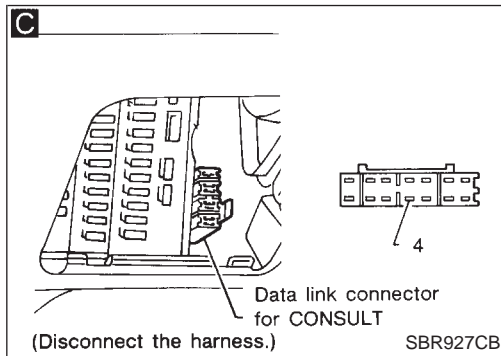 C
4
Data link connector
for CONSULT
(Disconnect the harness.)
SBR927CB